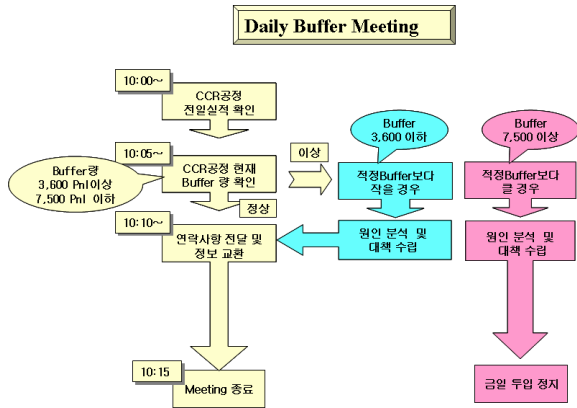 Daily Buffer Meeting
10:00~
CCR공정
전일실적 확인
10:05~
CCR공정 현재
Buffer 량 확인
Buffer량
3,600 Pnl이상
7,500 Pnl 이하
이상
정상
Buffer
3,600 이하
적정Buffer보다
작을 경우
원인 분석 및
대책 수립
Buffer
7,500 이상
적정Buffer보다
클 경우
원인 분석 및
대책 수립
금일 투입 정지
10:10~
연락사항 전달 및
정보 교환
10:15
Meeting 종료